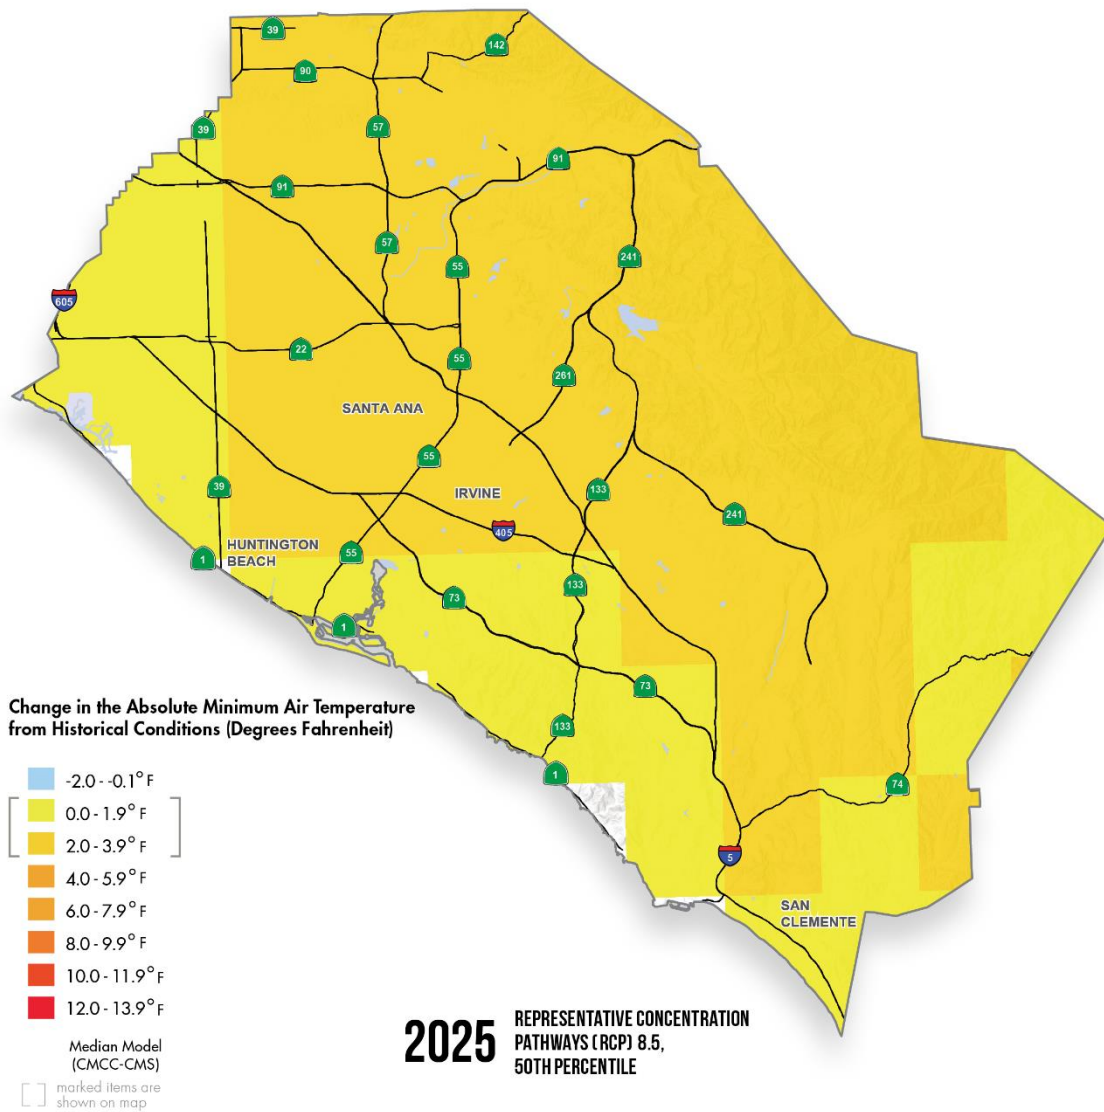 39
142
90
39
57
91
91
57
241
55
605
22
55
261
SANTA ANA
55
39
IRVINE
133
241
405
HUNTINGTON
BEACH
1
55
133
73
1
73
133
1
74
5
SAN
CLEMENTE
Change in the Absolute Minimum Air Temperature
from Historical Conditions (Degrees Fahrenheit)
-2.0 - -0.1° F
0.0 - 1.9° F
2.0 - 3.9° F
4.0 - 5.9° F
6.0 - 7.9° F
8.0 - 9.9° F
10.0 - 11.9° F
12.0 - 13.9° F
Median Model
(CMCC-CMS)
[ ] marked items are
shown on map
2025
REPRESENTATIVE CONCENTRATION
PATHWAYS (RCP) 8.5,
50TH PERCENTILE